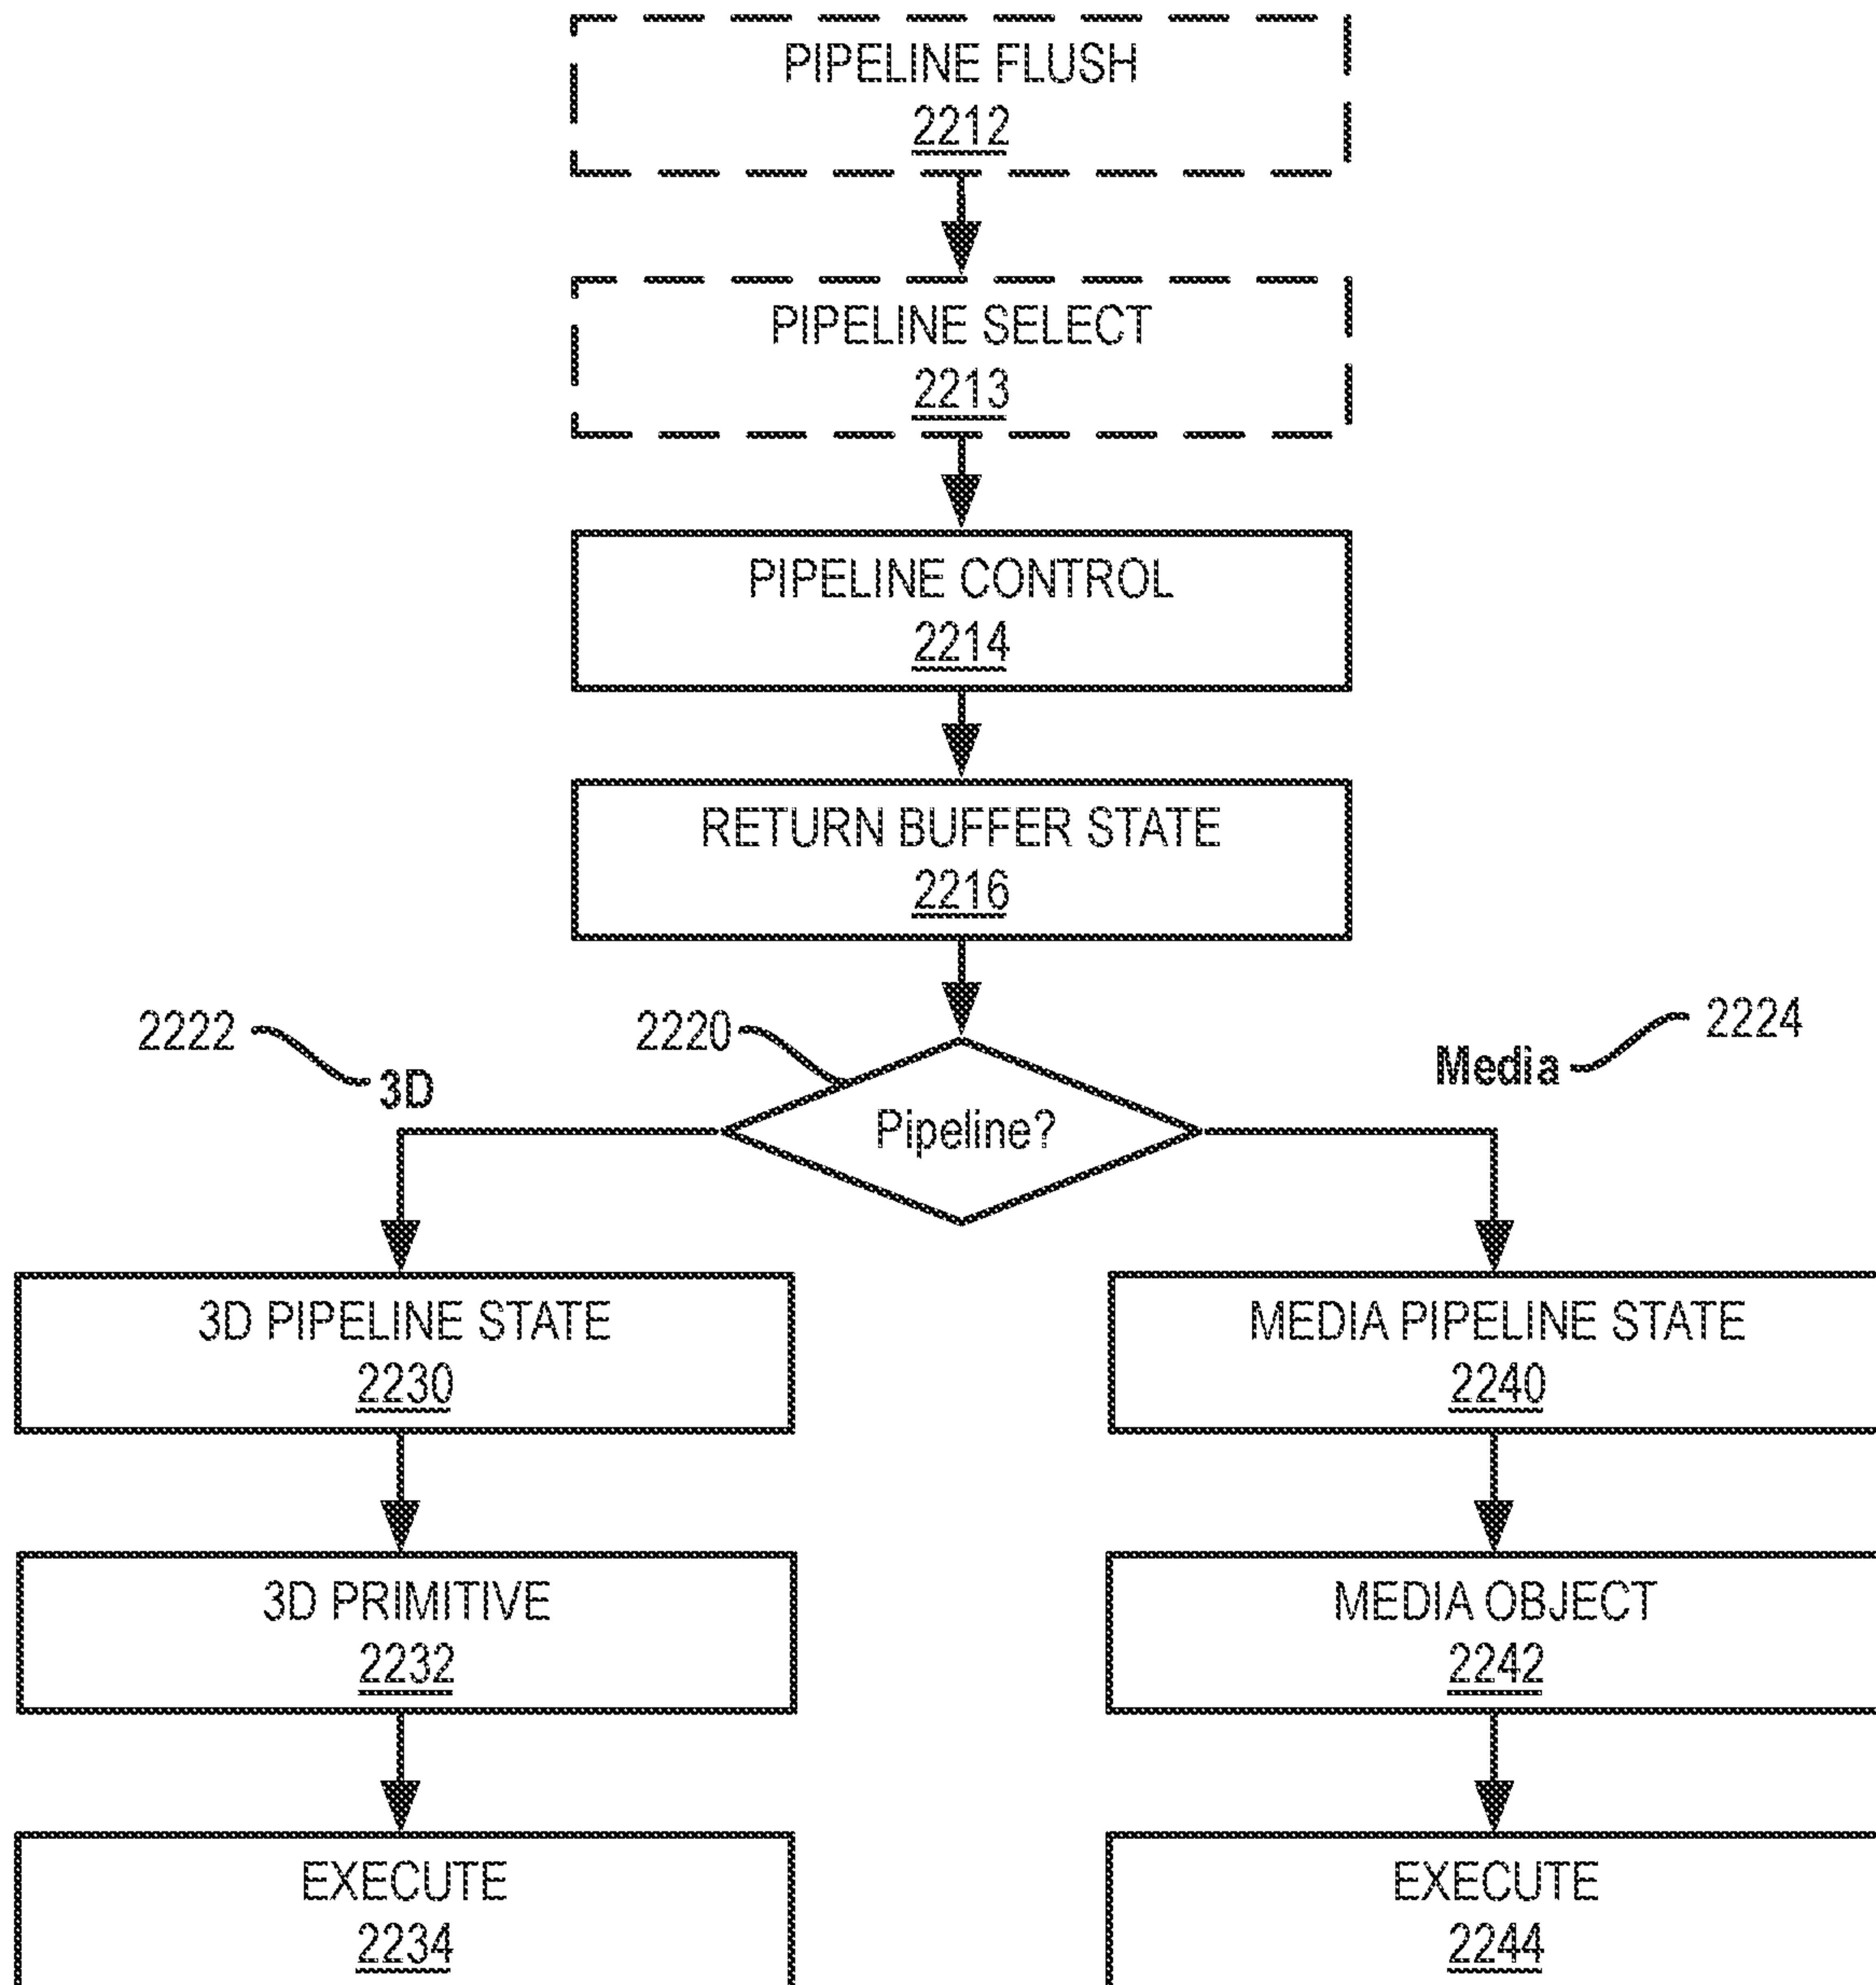 PIPELINE FLUSH
2212
PIPELINE SELECT
2213
PIPELINE CONTROL
2214
RETURN BUFFER STATE
2216
2222
2220
2224
3D
Media
Pipeline?
3D PIPELINE STATE
2230
MEDIA PIPELINE STATE
2240
3D PRIMITIVE
2232
MEDIA OBJECT
2242
EXECUTE
2234
EXECUTE
2244